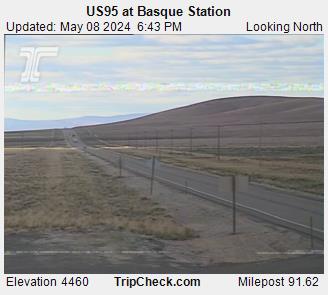 US95 at Basque Station
Updated: May 08 2024 6:43 PM Looking North
Elevation 4460 TripCheck.com Milepost 91.62